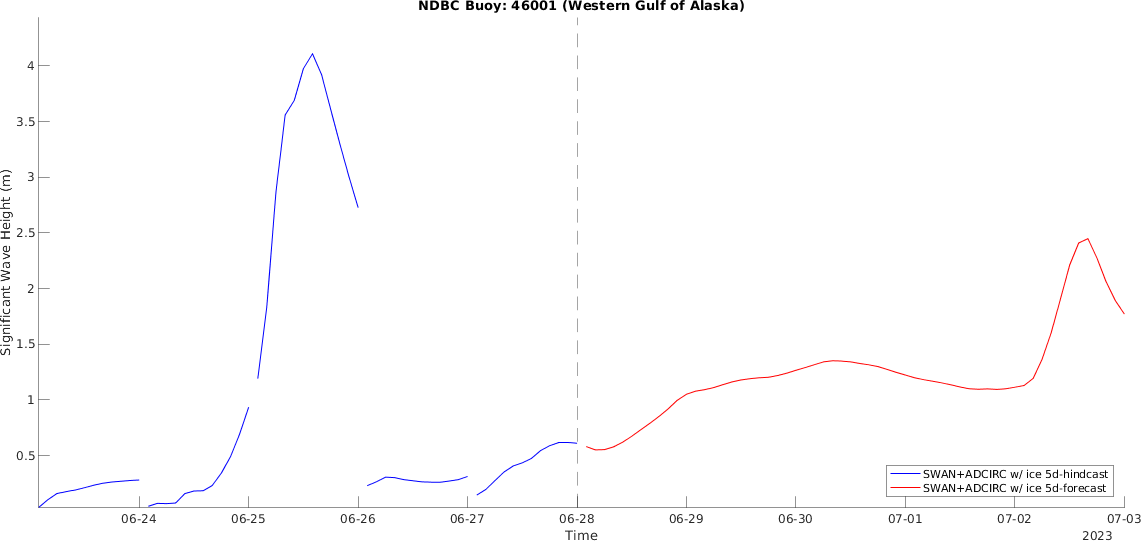 NDBC Buoy: 46001 (Western Gulf of Alaska)
4
3.5
3
2.5
2
1.5
1
0.5
Significant Wave Height (m)
SWAN+ADCIRC w/ ice 5d-hindcast
SWAN+ADCIRC w/ ice 5d-forecast
06-24 06-25 06-26 06-27 06-28 06-29 06-30 07-01 07-02 07-03
Time
2023